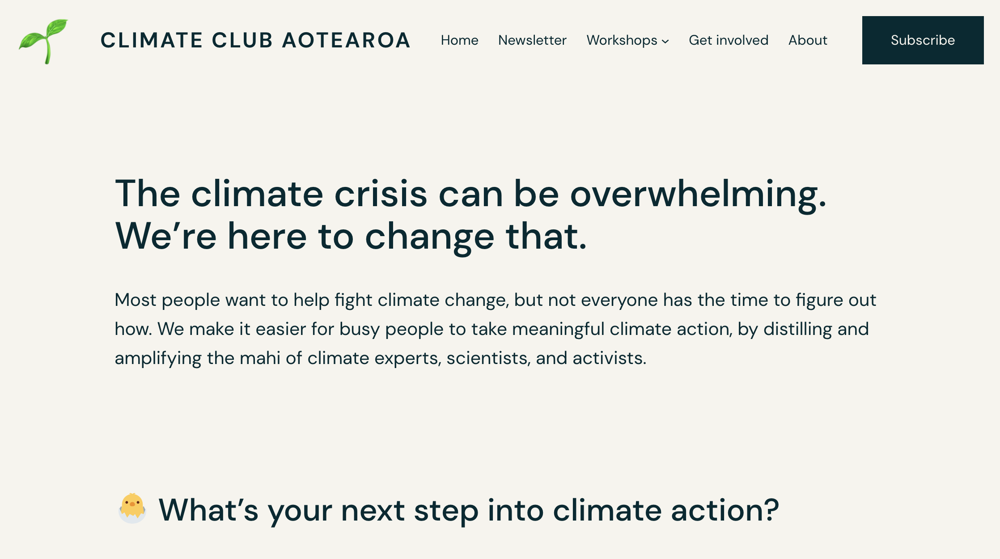 CLIMATE CLUB AOTEAROA
Home Newsletter Workshops Get involved About
Subscribe
The climate crisis can be overwhelming.
We’re here to change that.
Most people want to help fight climate change, but not everyone has the time to figure out
how. We make it easier for busy people to take meaningful climate action, by distilling and
amplifying the mahi of climate experts, scientists, and activists.
What’s your next step into climate action?